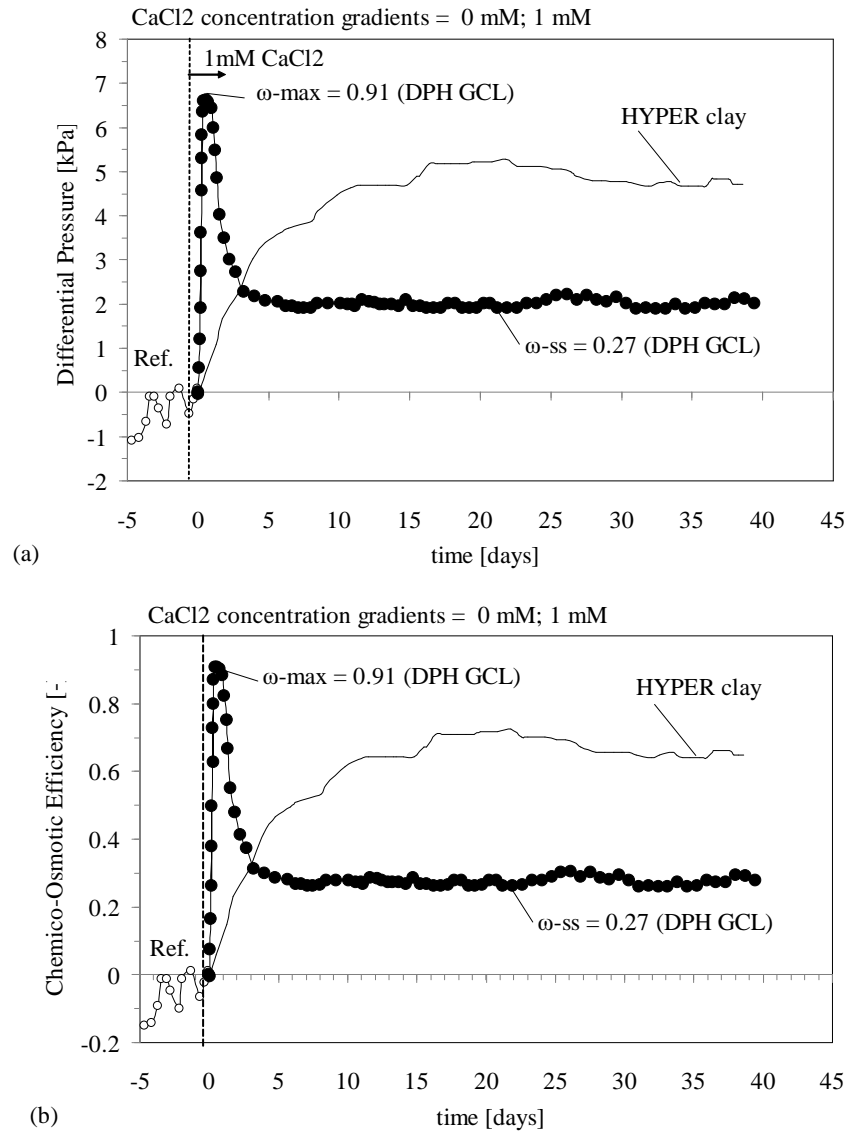 CaCl2 concentration gradients = 0 mM; 1 mM
8
7
6
5
4
3
2
1
0
-1
-2
Differential Pressure [kPa]
1mM CaCl2
ω-max = 0.91 (DPH GCL)
HYPER clay
ω-ss = 0.27 (DPH GCL)
Ref.
-5 0 5 10 15 20 25 30 35 40 45
time [days]
(a)
CaCl2 concentration gradients = 0 mM; 1 mM
1
0.8
0.6
0.4
0.2
0
-0.2
Chemico-Osmotic Efficiency [-
ω-max = 0.91 (DPH GCL)
HYPER clay
ω-ss = 0.27 (DPH GCL)
Ref.
-5 0 5 10 15 20 25 30 35 40 45
time [days]
(b)